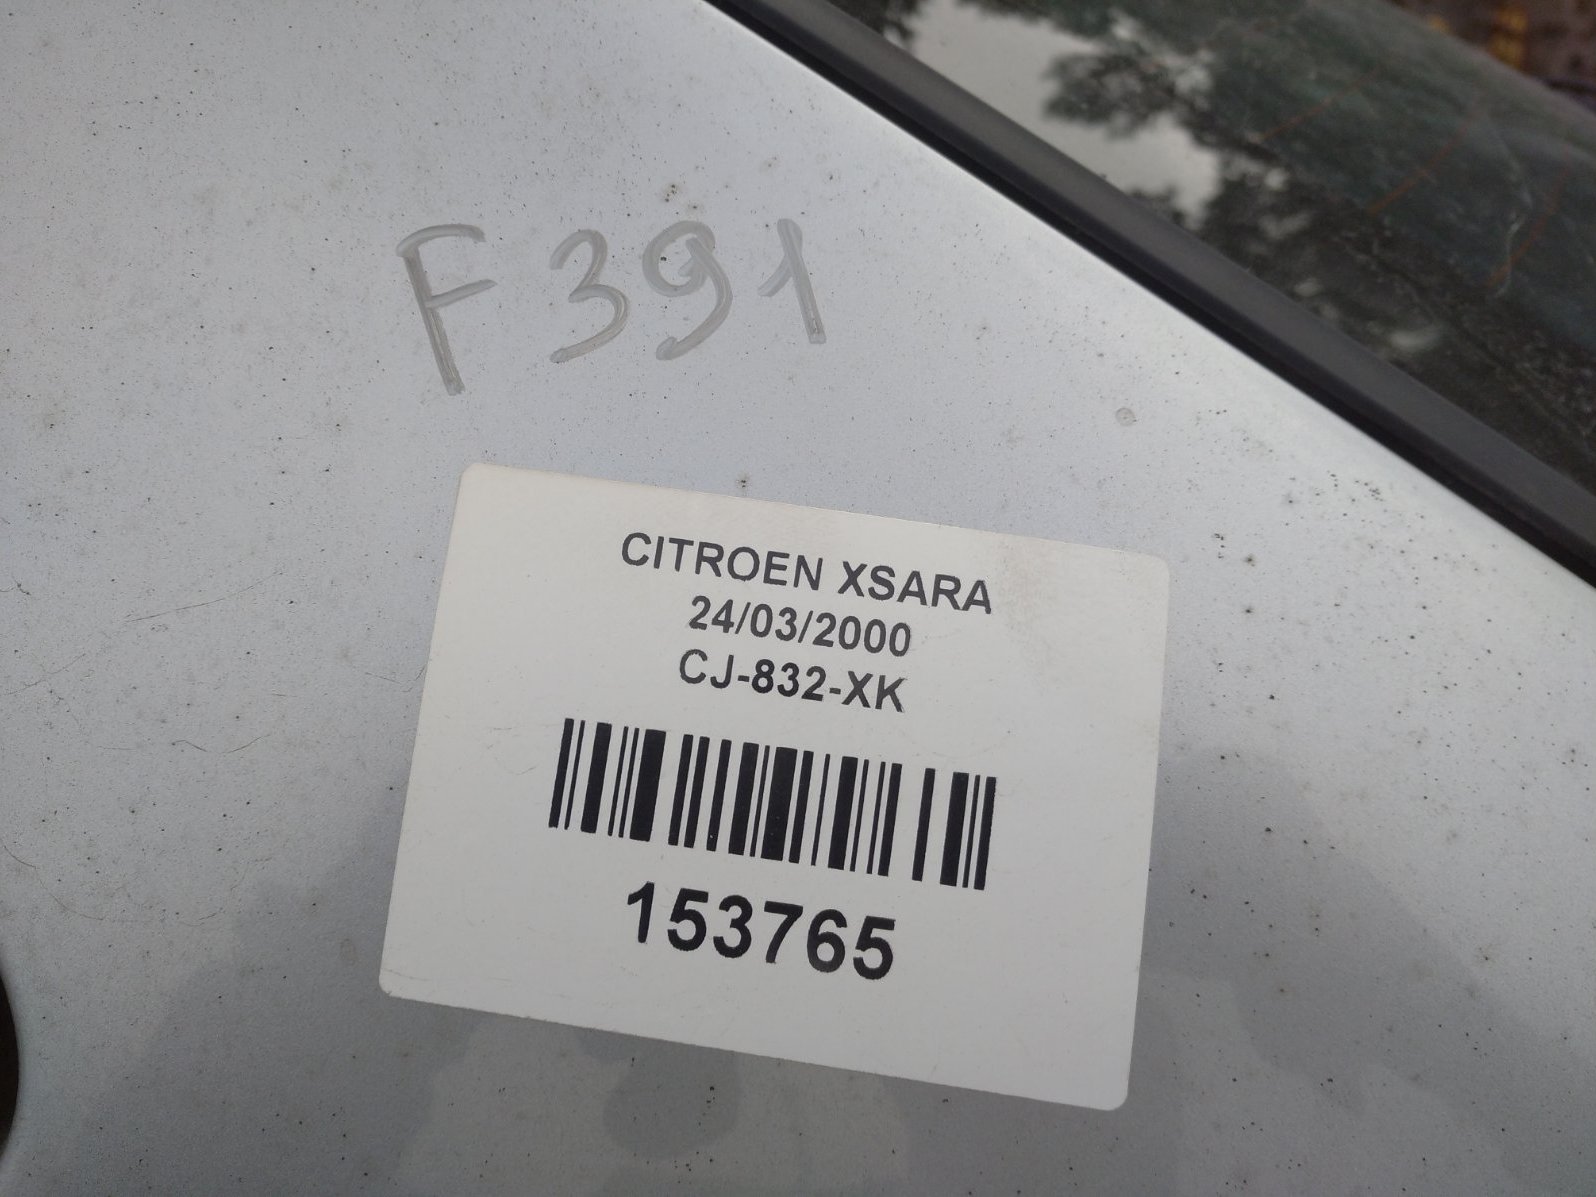 F391
CITROEN XSARA
24/03/2000
CJ-832-XK
153765